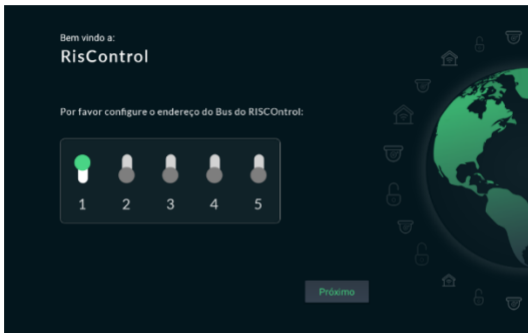 Bem vindo a:
RisControl
Por favor configure o endereço do Bus do RISCOntrol:
1 2 3 4 5
Próximo